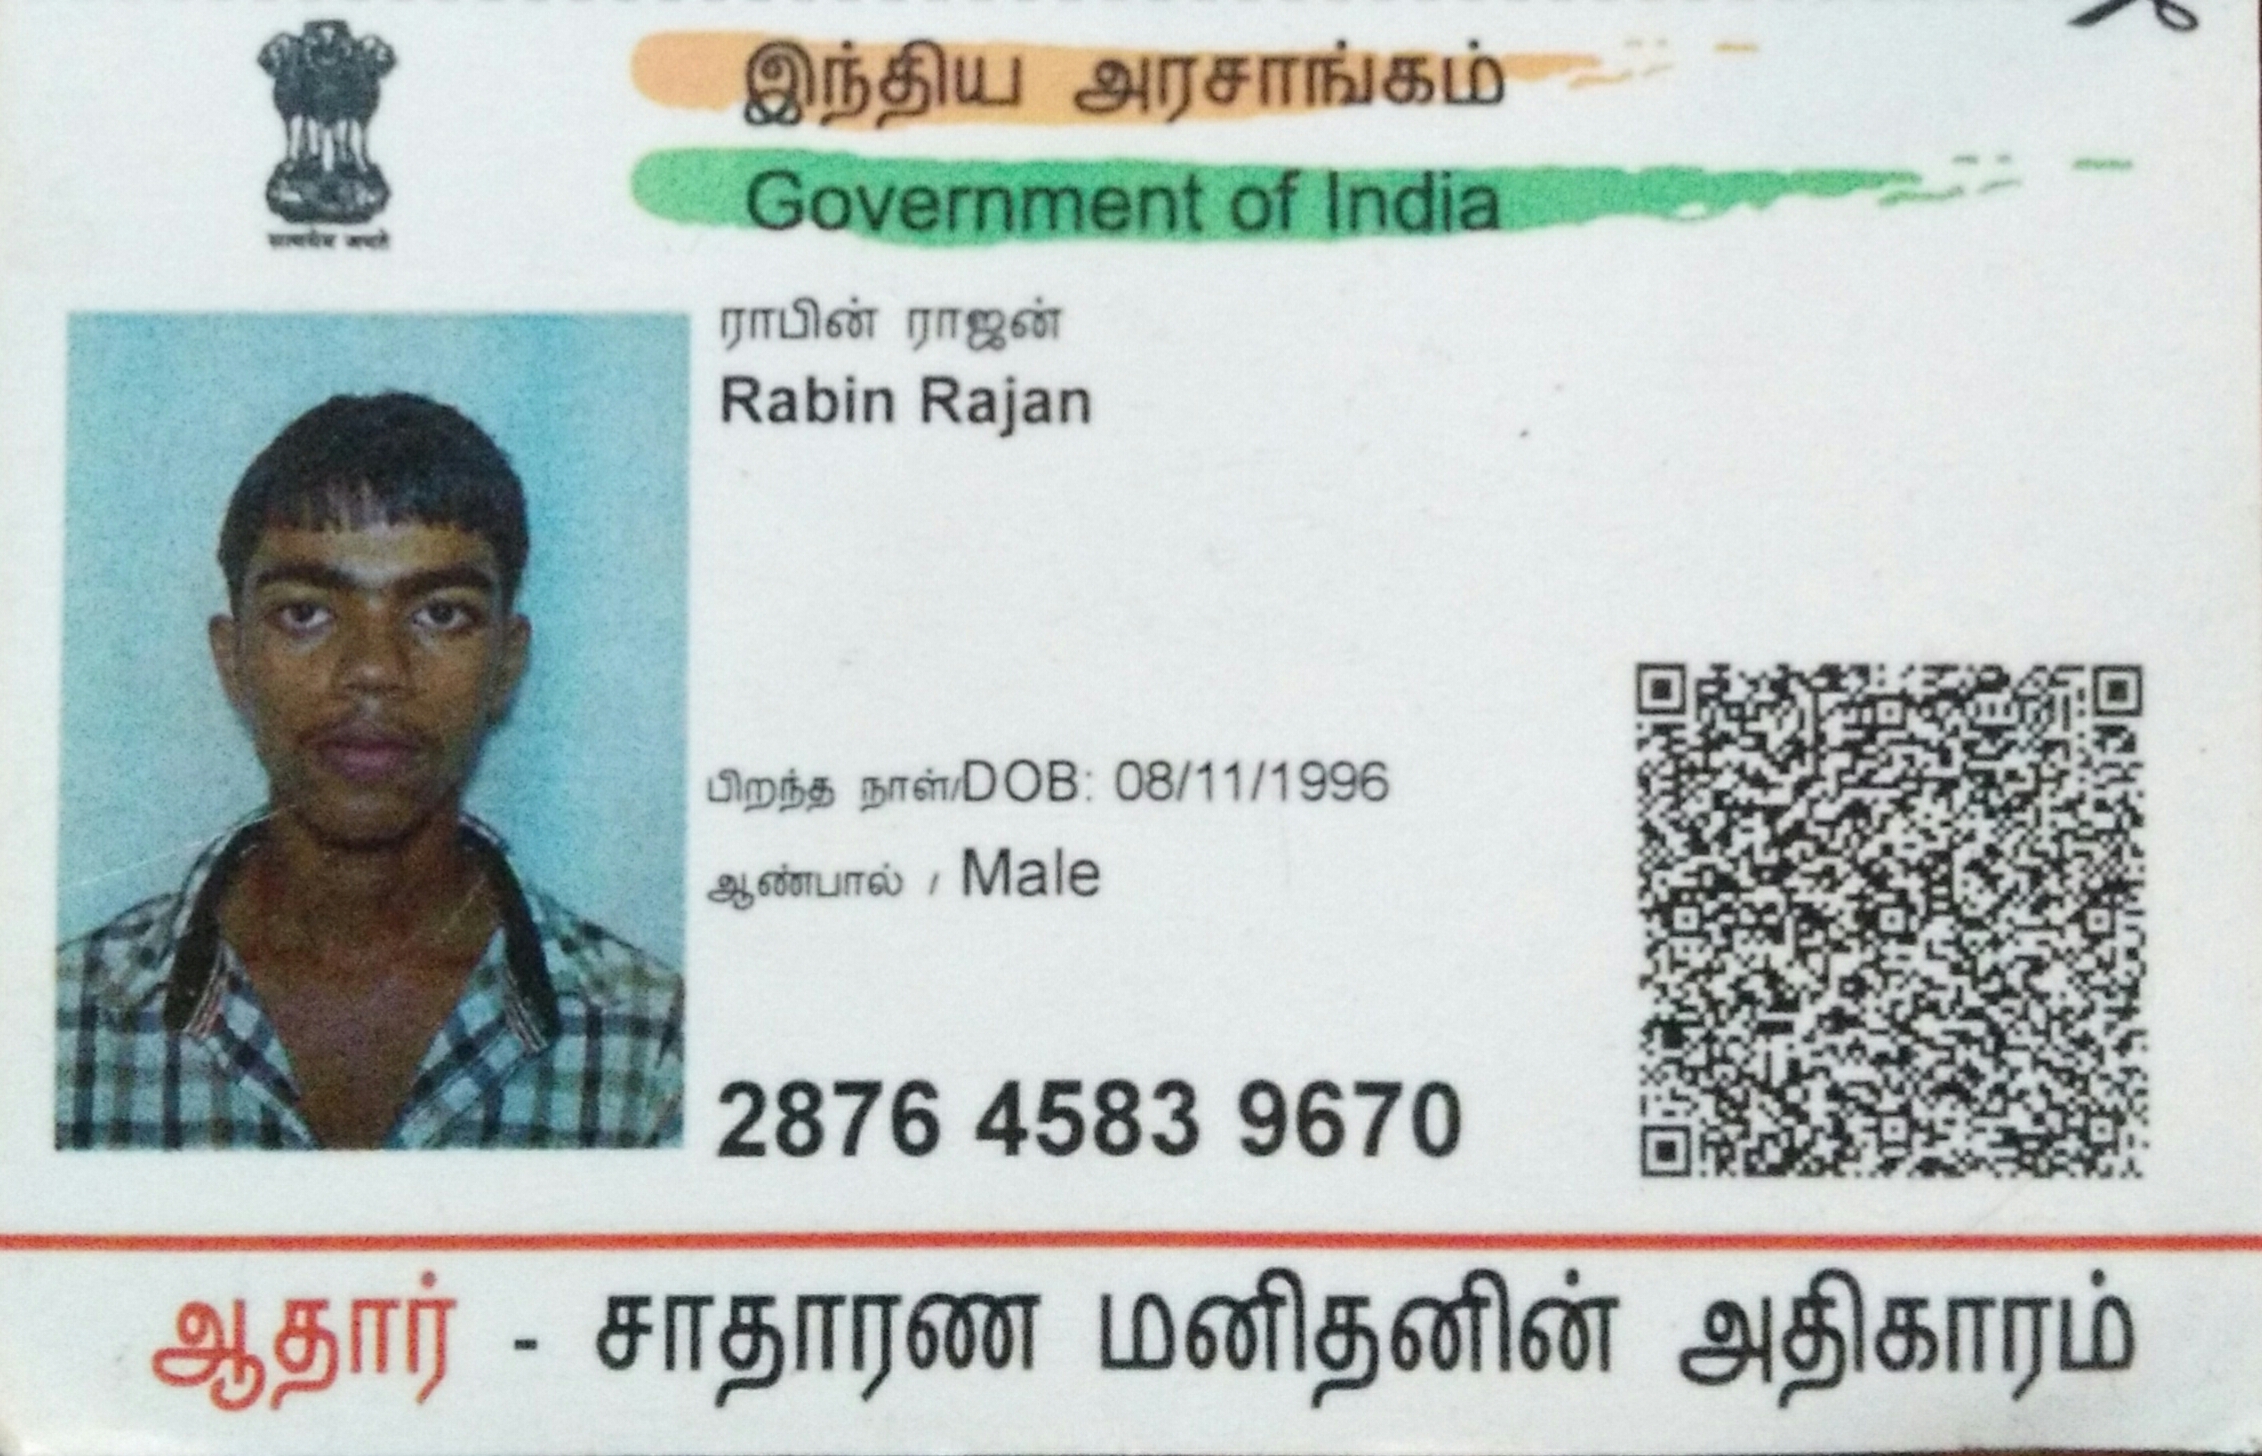 இந்திய அரசாங்கம்
Government of India
सत्यमेव जयते
ராபின் ராஜன்
Rabin Rajan
பிறந்த நாள்/DOB: 08/11/1996
ஆண்பால் / Male
2876 4583 9670
ஆதார் - சாதாரண மனிதனின் அதிகாரம்